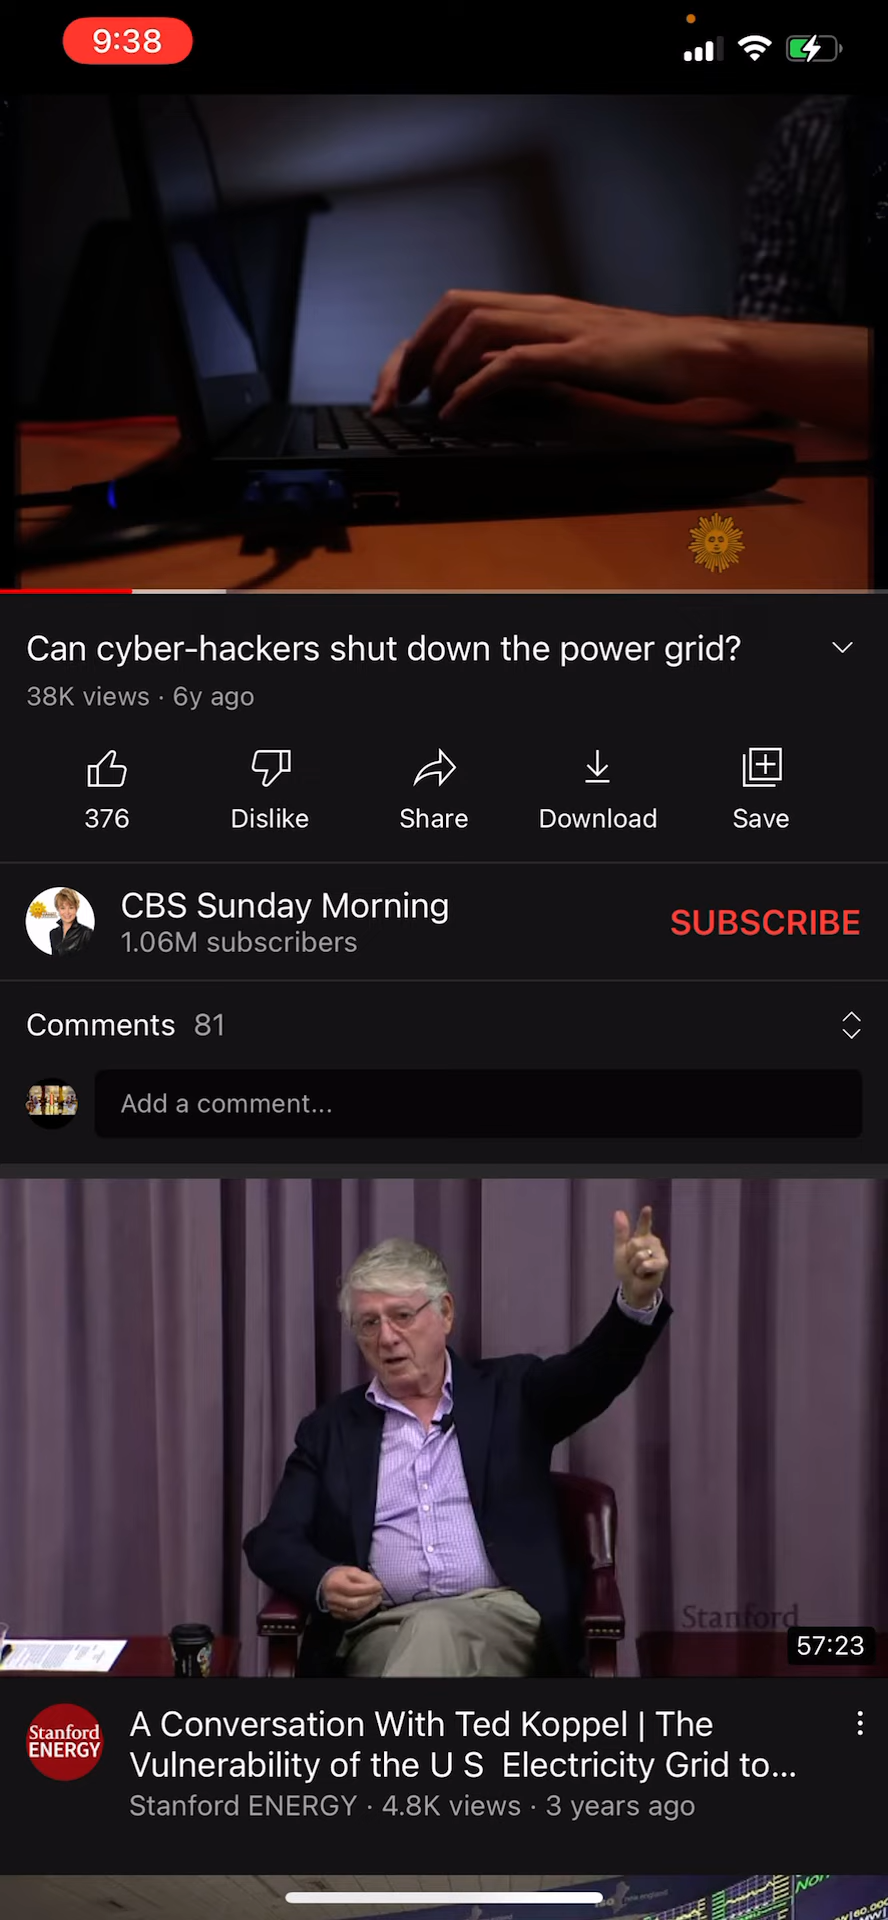 9:38
Can cyber-hackers shut down the power grid?
38K views · 6y ago
376 Dislike Share Download Save
CBS Sunday Morning
1.06M subscribers
SUBSCRIBE
Comments 81
Add a comment...
Stanford
57:23
Stanford
ENERGY
A Conversation With Ted Koppel | The
Vulnerability of the U S Electricity Grid to...
Stanford ENERGY · 4.8K views · 3 years ago